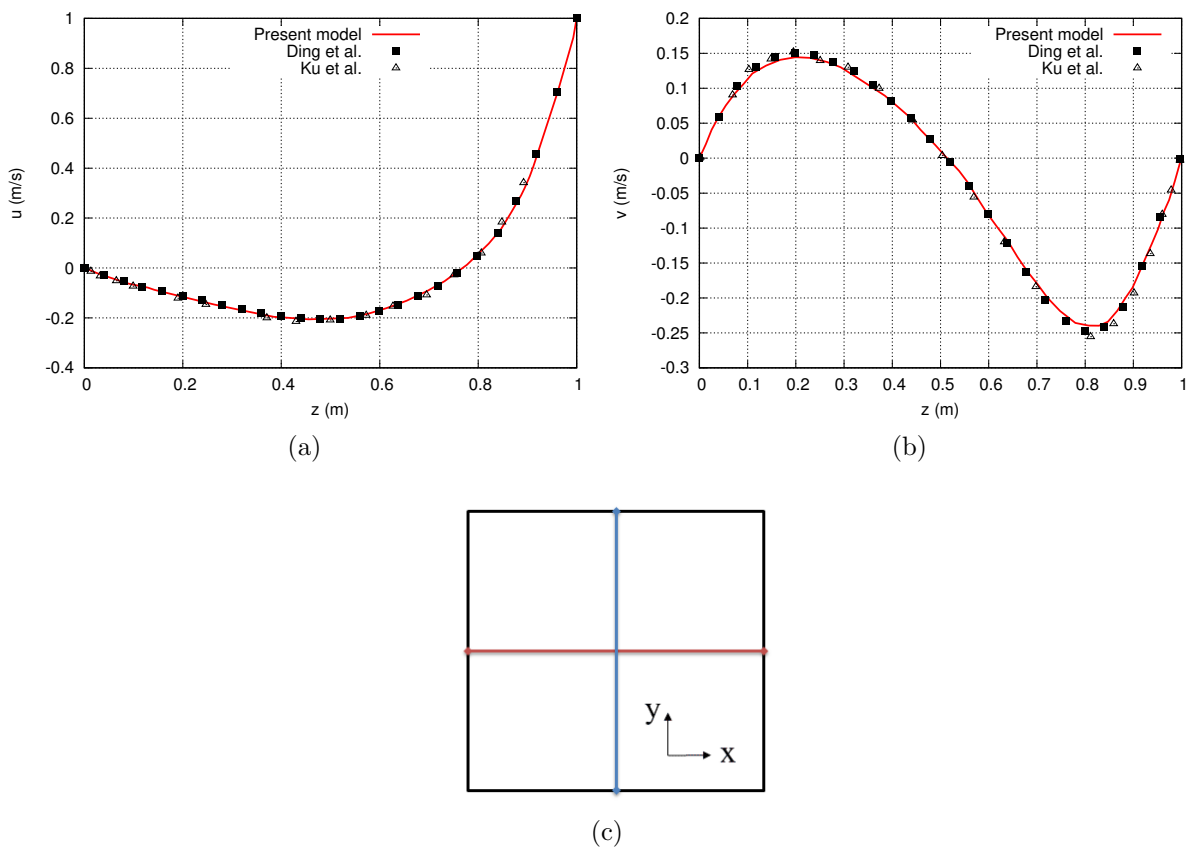 1
0.8
0.6
0.4
0.2
0
-0.2
-0.4
0 0.2 0.4 0.6 0.8 1
u (m/s)
z (m)
Present model
Ding et al.
Ku et al.
(a)
0.2
0.15
0.1
0.05
0
-0.05
-0.1
-0.15
-0.2
-0.25
-0.3
0 0.1 0.2 0.3 0.4 0.5 0.6 0.7 0.8 0.9 1
v (m/s)
z (m)
Present model
Ding et al.
Ku et al.
(b)
y
x
(c)